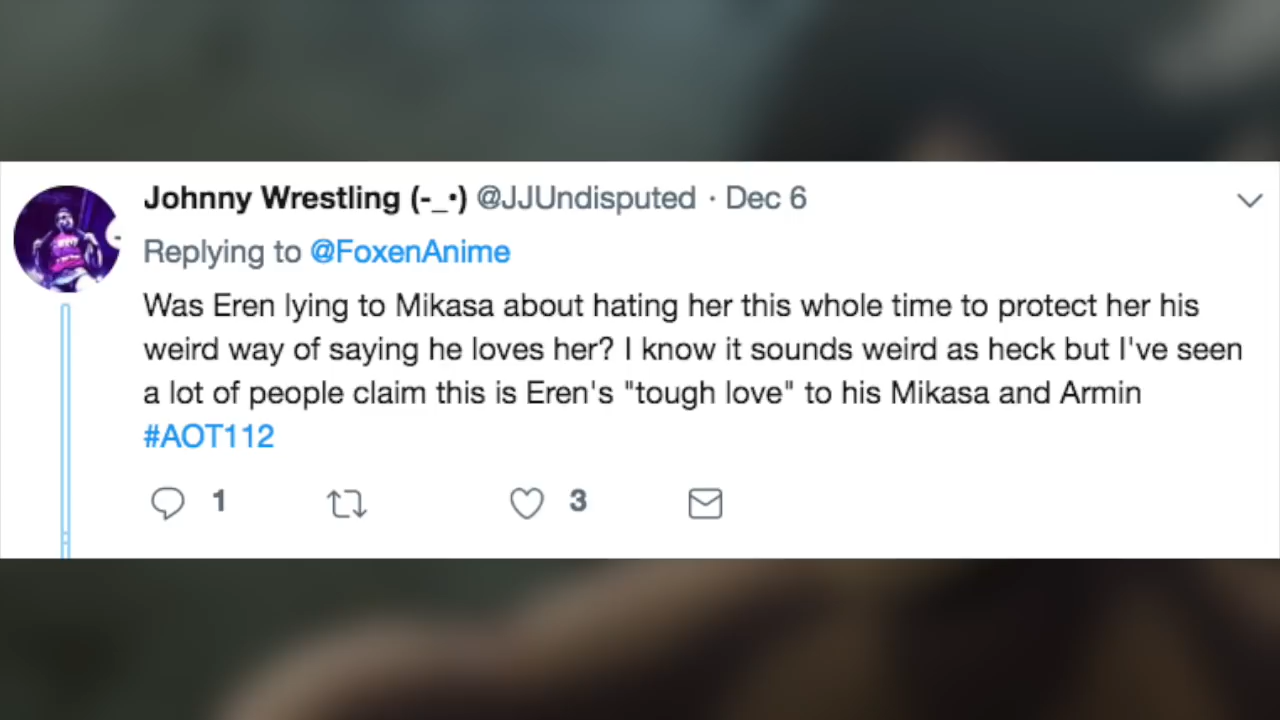 Johnny Wrestling (-_•) @JJUndisputed · Dec 6
Replying to @FoxenAnime
Was Eren lying to Mikasa about hating her this whole time to protect her his
weird way of saying he loves her? I know it sounds weird as heck but I've seen
a lot of people claim this is Eren's "tough love" to his Mikasa and Armin
#AOT112
1 3